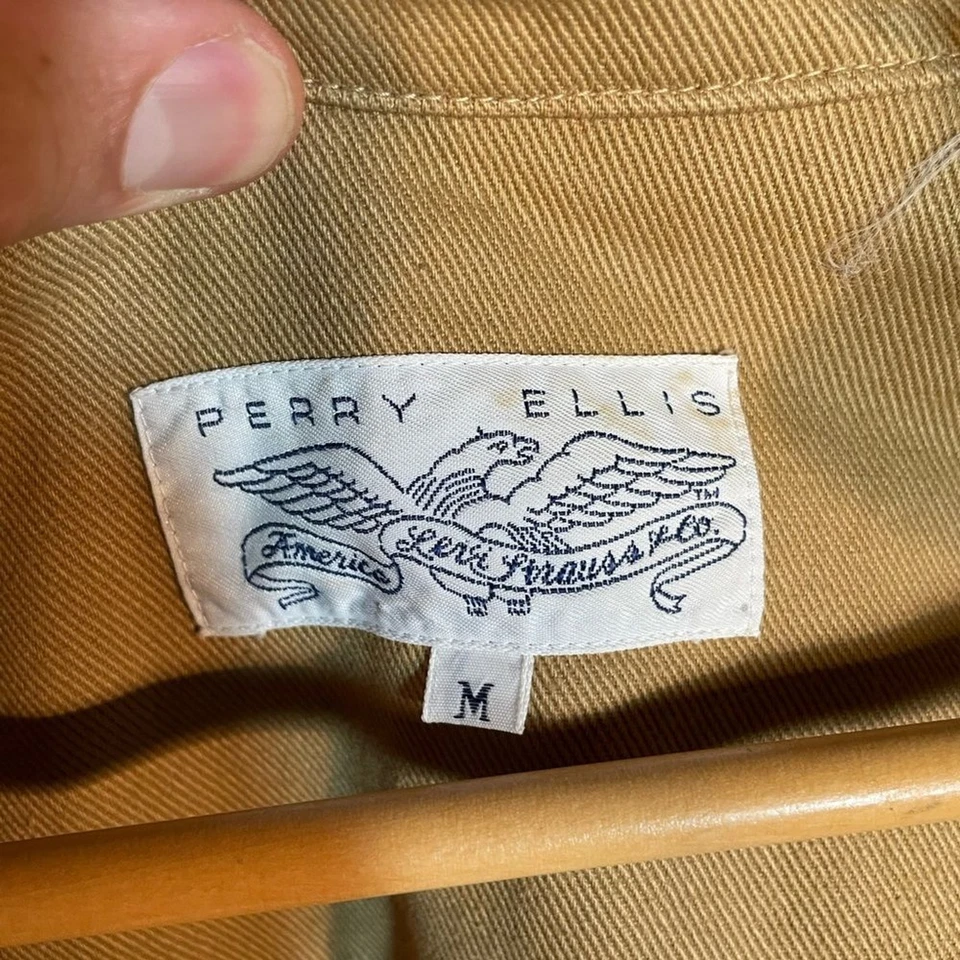 PERRY ELLIS
TM
America Levi Strauss & Co.
M